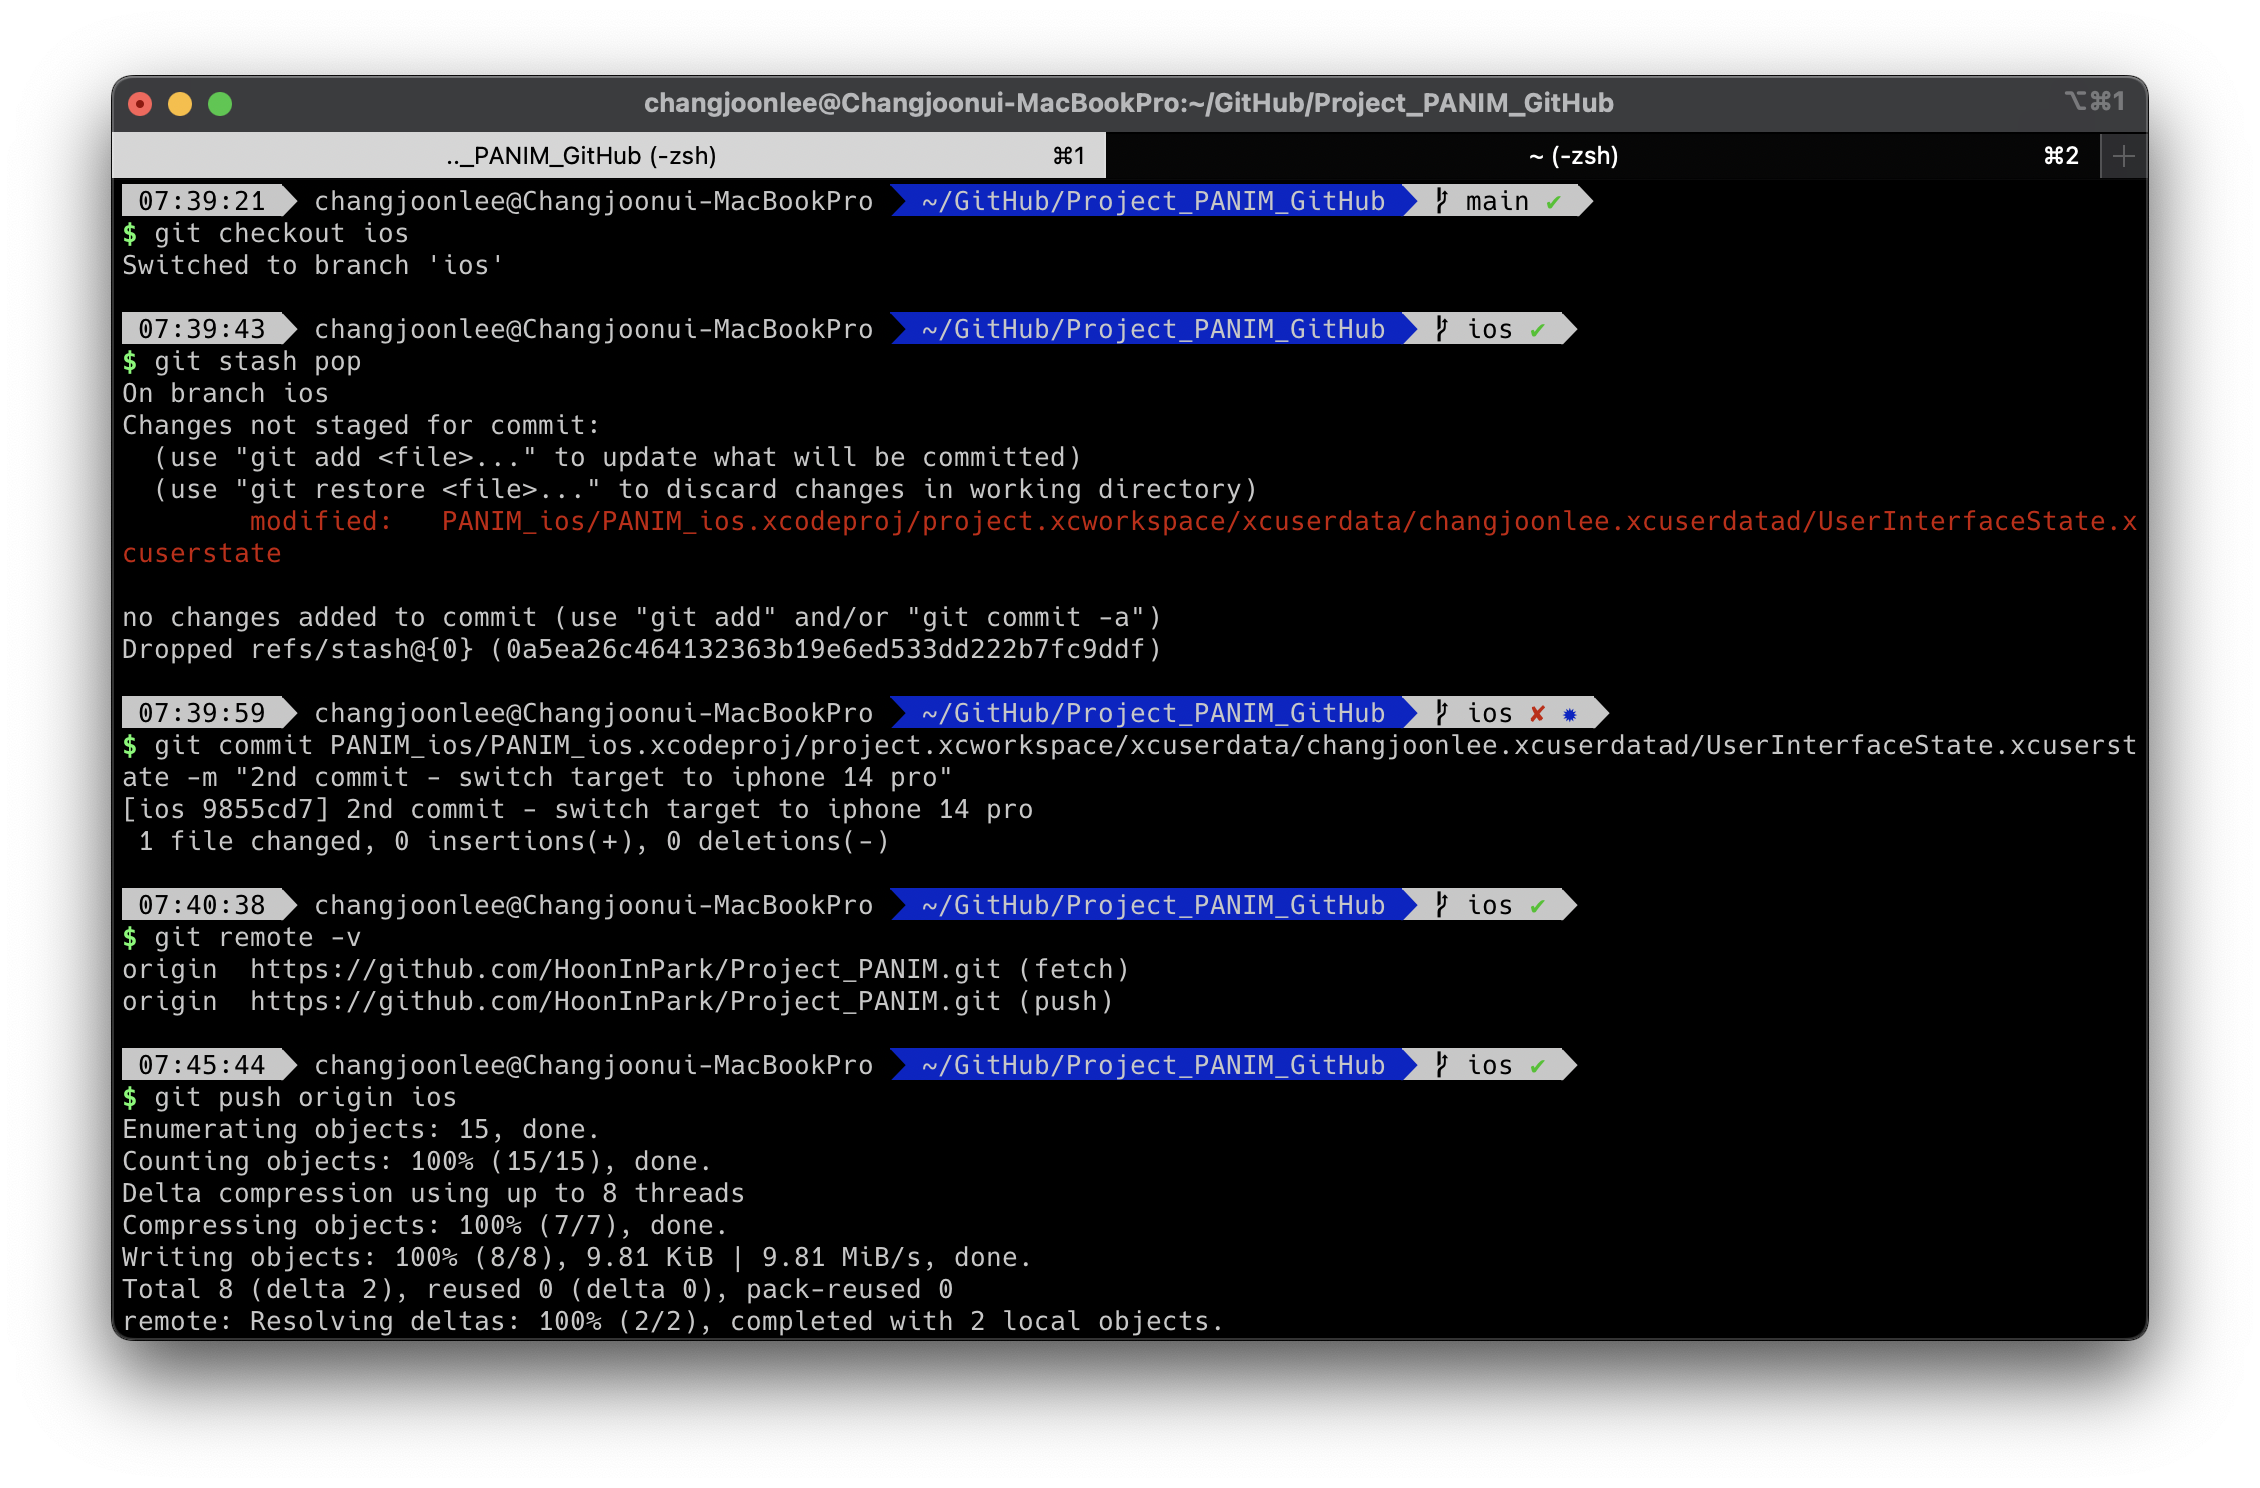 changjoonlee@Changjoonui-MacBookPro:~/GitHub/Project_PANIM_GitHub ⌥⌘1
.._PANIM_GitHub (-zsh) ⌘1 ~ (-zsh) ⌘2
07:39:21 changjoonlee@Changjoonui-MacBookPro ~/GitHub/Project_PANIM_GitHub main ✔
$ git checkout ios
Switched to branch 'ios'
07:39:43 changjoonlee@Changjoonui-MacBookPro ~/GitHub/Project_PANIM_GitHub ios ✔
$ git stash pop
On branch ios
Changes not staged for commit:
  (use "git add <file>..." to update what will be committed)
  (use "git restore <file>..." to discard changes in working directory)
        modified:   PANIM_ios/PANIM_ios.xcodeproj/project.xcworkspace/xcuserdata/changjoonlee.xcuserdatad/UserInterfaceState.x
cuserstate
no changes added to commit (use "git add" and/or "git commit -a")
Dropped refs/stash@{0} (0a5ea26c464132363b19e6ed533dd222b7fc9ddf)
07:39:59 changjoonlee@Changjoonui-MacBookPro ~/GitHub/Project_PANIM_GitHub ios ✘ ✹
$ git commit PANIM_ios/PANIM_ios.xcodeproj/project.xcworkspace/xcuserdata/changjoonlee.xcuserdatad/UserInterfaceState.xcuserst
ate -m "2nd commit - switch target to iphone 14 pro"
[ios 9855cd7] 2nd commit - switch target to iphone 14 pro
 1 file changed, 0 insertions(+), 0 deletions(-)
07:40:38 changjoonlee@Changjoonui-MacBookPro ~/GitHub/Project_PANIM_GitHub ios ✔
$ git remote -v
origin  https://github.com/HoonInPark/Project_PANIM.git (fetch)
origin  https://github.com/HoonInPark/Project_PANIM.git (push)
07:45:44 changjoonlee@Changjoonui-MacBookPro ~/GitHub/Project_PANIM_GitHub ios ✔
$ git push origin ios
Enumerating objects: 15, done.
Counting objects: 100% (15/15), done.
Delta compression using up to 8 threads
Compressing objects: 100% (7/7), done.
Writing objects: 100% (8/8), 9.81 KiB | 9.81 MiB/s, done.
Total 8 (delta 2), reused 0 (delta 0), pack-reused 0
remote: Resolving deltas: 100% (2/2), completed with 2 local objects.